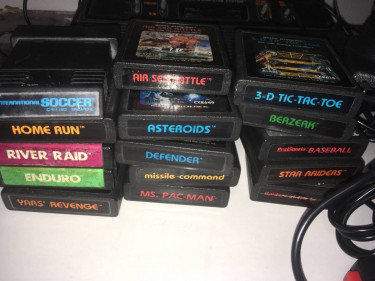 INTERNATIONAL SOCCER
HOME RUN
RIVER RAID
ENDURO
YARS' REVENGE
AIR-SEA BATTLE
ASTEROIDS
DEFENDER
missile command
MS. PAC-MAN
3-D TIC-TAC-TOE
BERZERK
BASEBALL
STAR RAIDERS